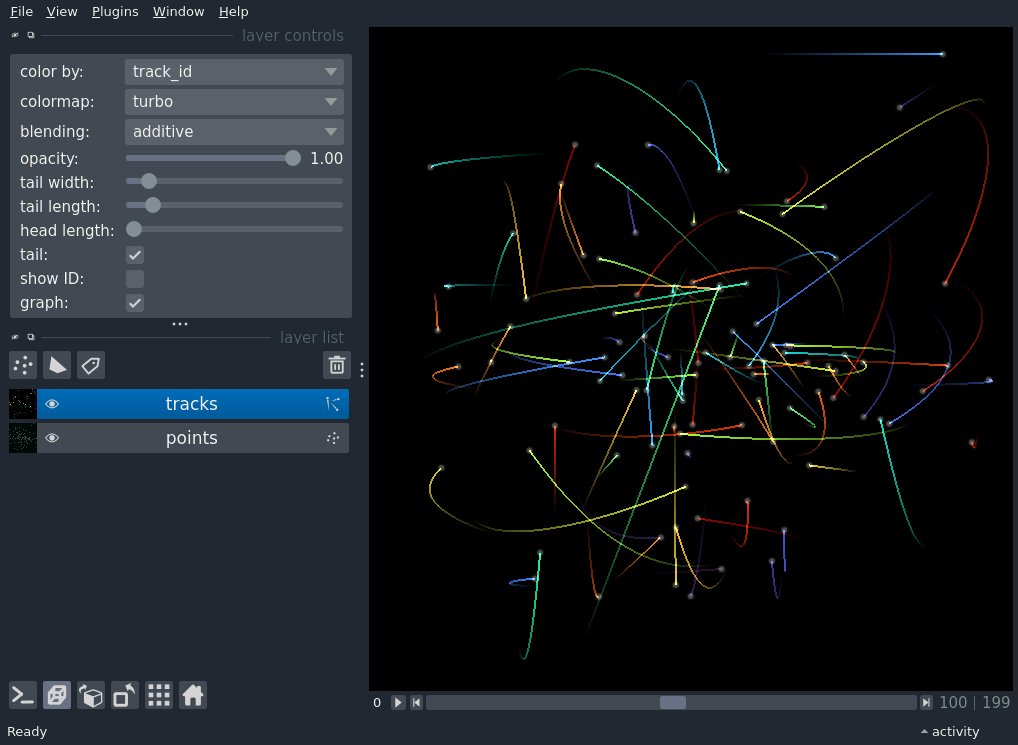 File View Plugins Window Help
layer controls
color by: track_id
colormap: turbo
blending: additive
opacity: 1.00
tail width:
tail length:
head length:
tail:
show ID:
graph:
layer list
tracks
points
0 100 | 199
Ready activity